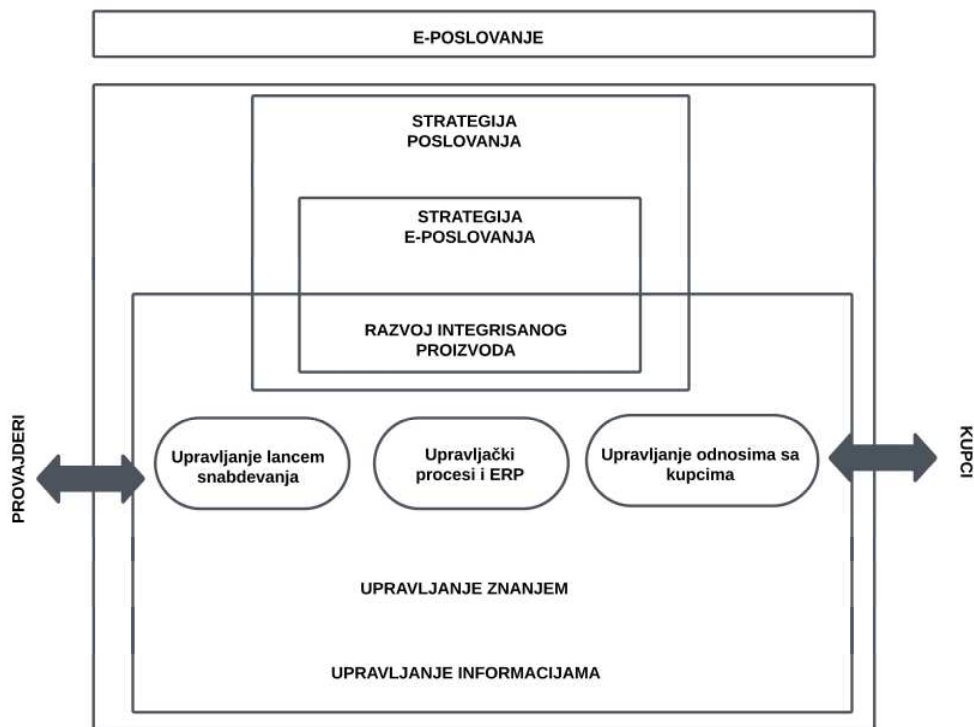 E-POSLOVANJE
STRATEGIJA
POSLOVANJA
STRATEGIJA
E-POSLOVANJA
RAZVOJ INTEGRISANOG
PROIZVODA
PROVAJDERI
Upravljanje lancem
snabdevanja
Upravljački
procesi i ERP
Upravljanje odnosima sa
kupcima
KUPCI
UPRAVLJANJE ZNANJEM
UPRAVLJANJE INFORMACIJAMA